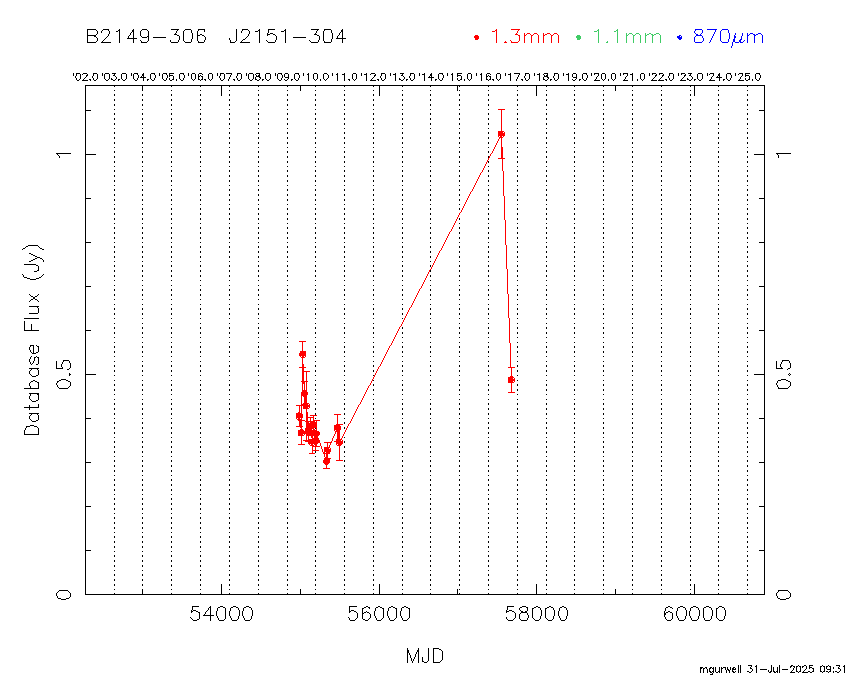 B2149−306 J2151−304 • 1.3mm • 1.1mm • 870μm
'02.0 '03.0 '04.0 '05.0 '06.0 '07.0 '08.0 '09.0 '10.0 '11.0 '12.0 '13.0 '14.0 '15.0 '16.0 '17.0 '18.0 '19.0 '20.0 '21.0 '22.0 '23.0 '24.0 '25.0
1 1
Database Flux (Jy)
0.5 0.5
0 0
54000 56000 58000 60000
MJD
mgurwell 31−Jul−2025 09:31